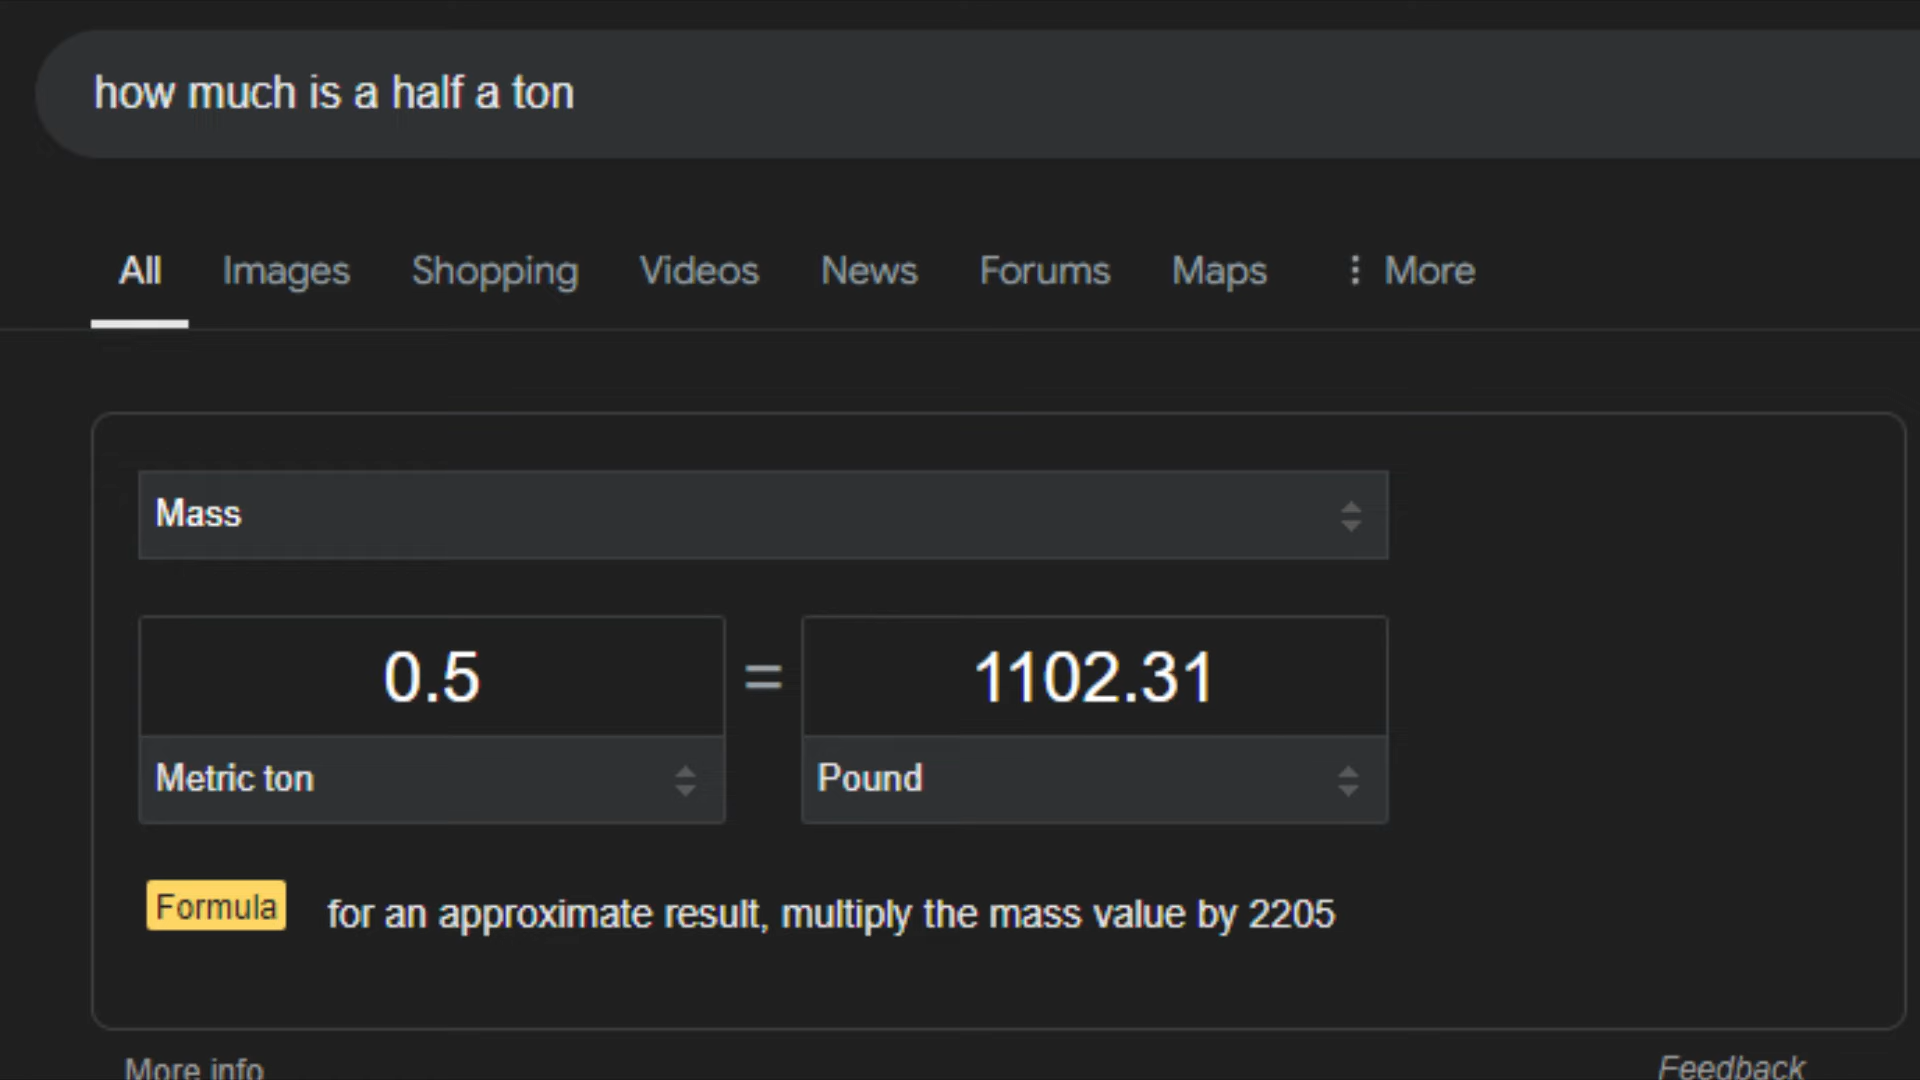 how much is a half a ton
All Images Shopping Videos News Forums Maps More
Mass
0.5 = 1102.31
Metric ton Pound
Formula for an approximate result, multiply the mass value by 2205
More info Feedback